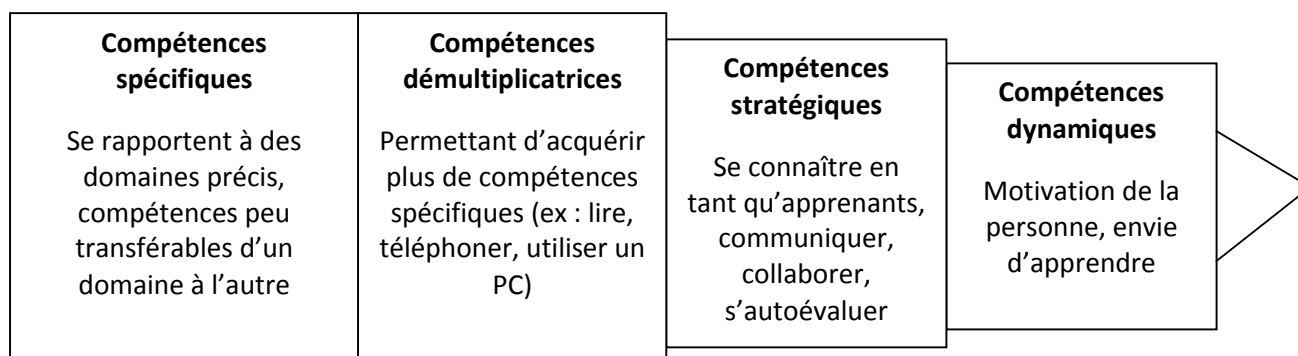 Compétences
spécifiques
Se rapportent à des
domaines précis,
compétences peu
transférables d’un
domaine à l’autre
Compétences
démultiplicatrices
Permettant d’acquérir
plus de compétences
spécifiques (ex : lire,
téléphoner, utiliser un
PC)
Compétences
stratégiques
Se connaître en
tant qu’apprenants,
communiquer,
collaborer,
s’autoévaluer
Compétences
dynamiques
Motivation de la
personne, envie
d’apprendre